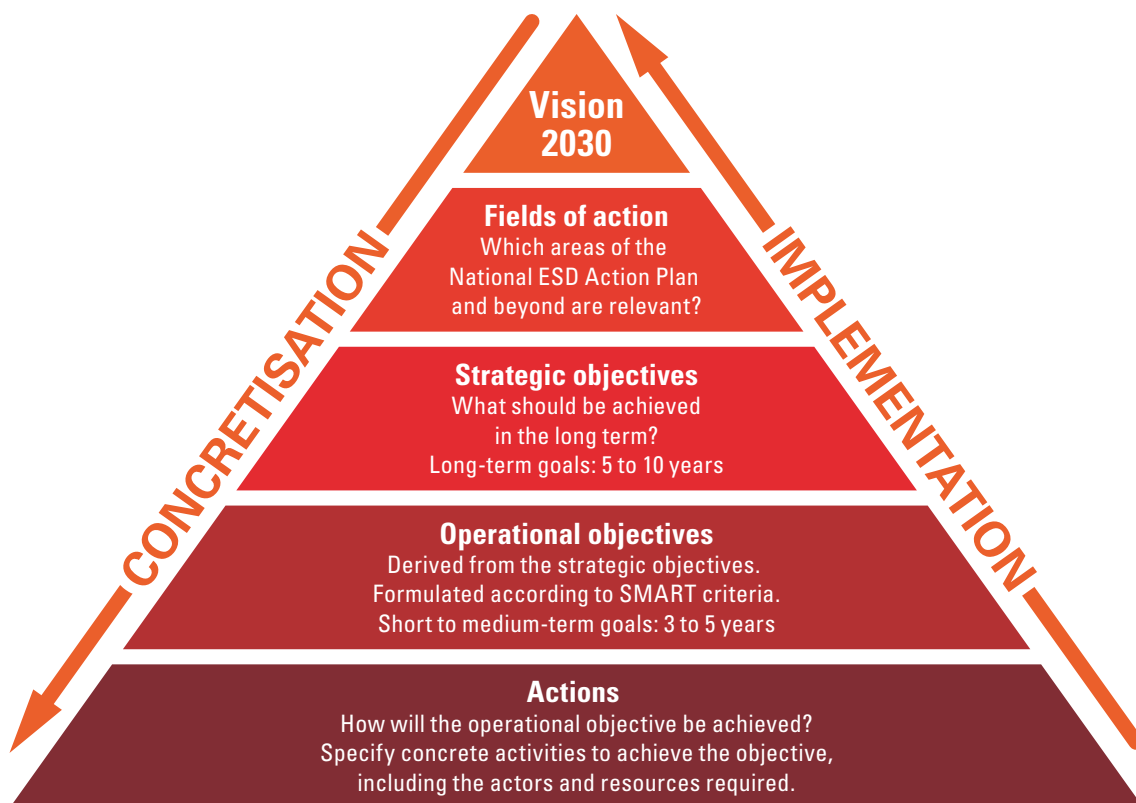 Vision
2030
Fields of action
Which areas of the
National ESD Action Plan
and beyond are relevant?
Strategic objectives
What should be achieved
in the long term?
Long-term goals: 5 to 10 years
Operational objectives
Derived from the strategic objectives.
Formulated according to SMART criteria.
Short to medium-term goals: 3 to 5 years
Actions
How will the operational objective be achieved?
Specify concrete activities to achieve the objective,
including the actors and resources required.
CONCRETISATION
IMPLEMENTATION